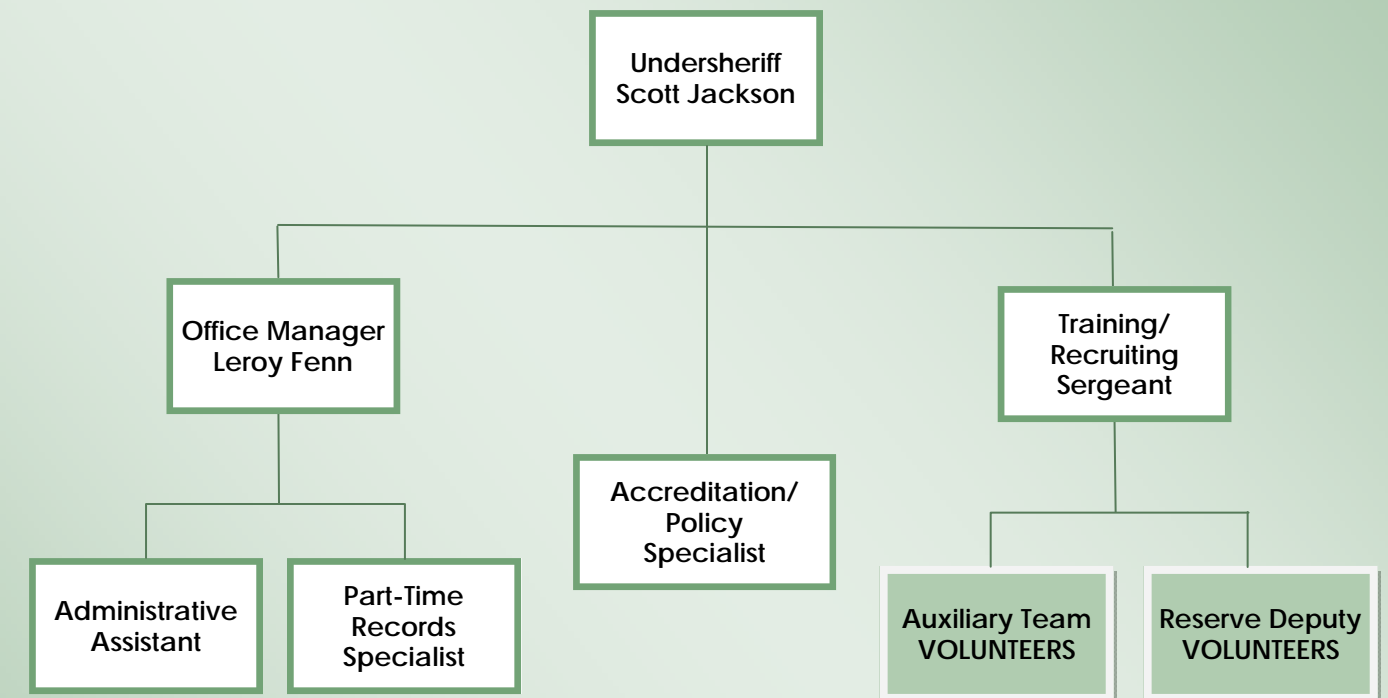 Undersheriff
Scott Jackson
Office Manager
Leroy Fenn
Training/
Recruiting
Sergeant
Accreditation/
Policy
Specialist
Administrative
Assistant
Part-Time
Records
Specialist
Auxiliary Team
VOLUNTEERS
Reserve Deputy
VOLUNTEERS